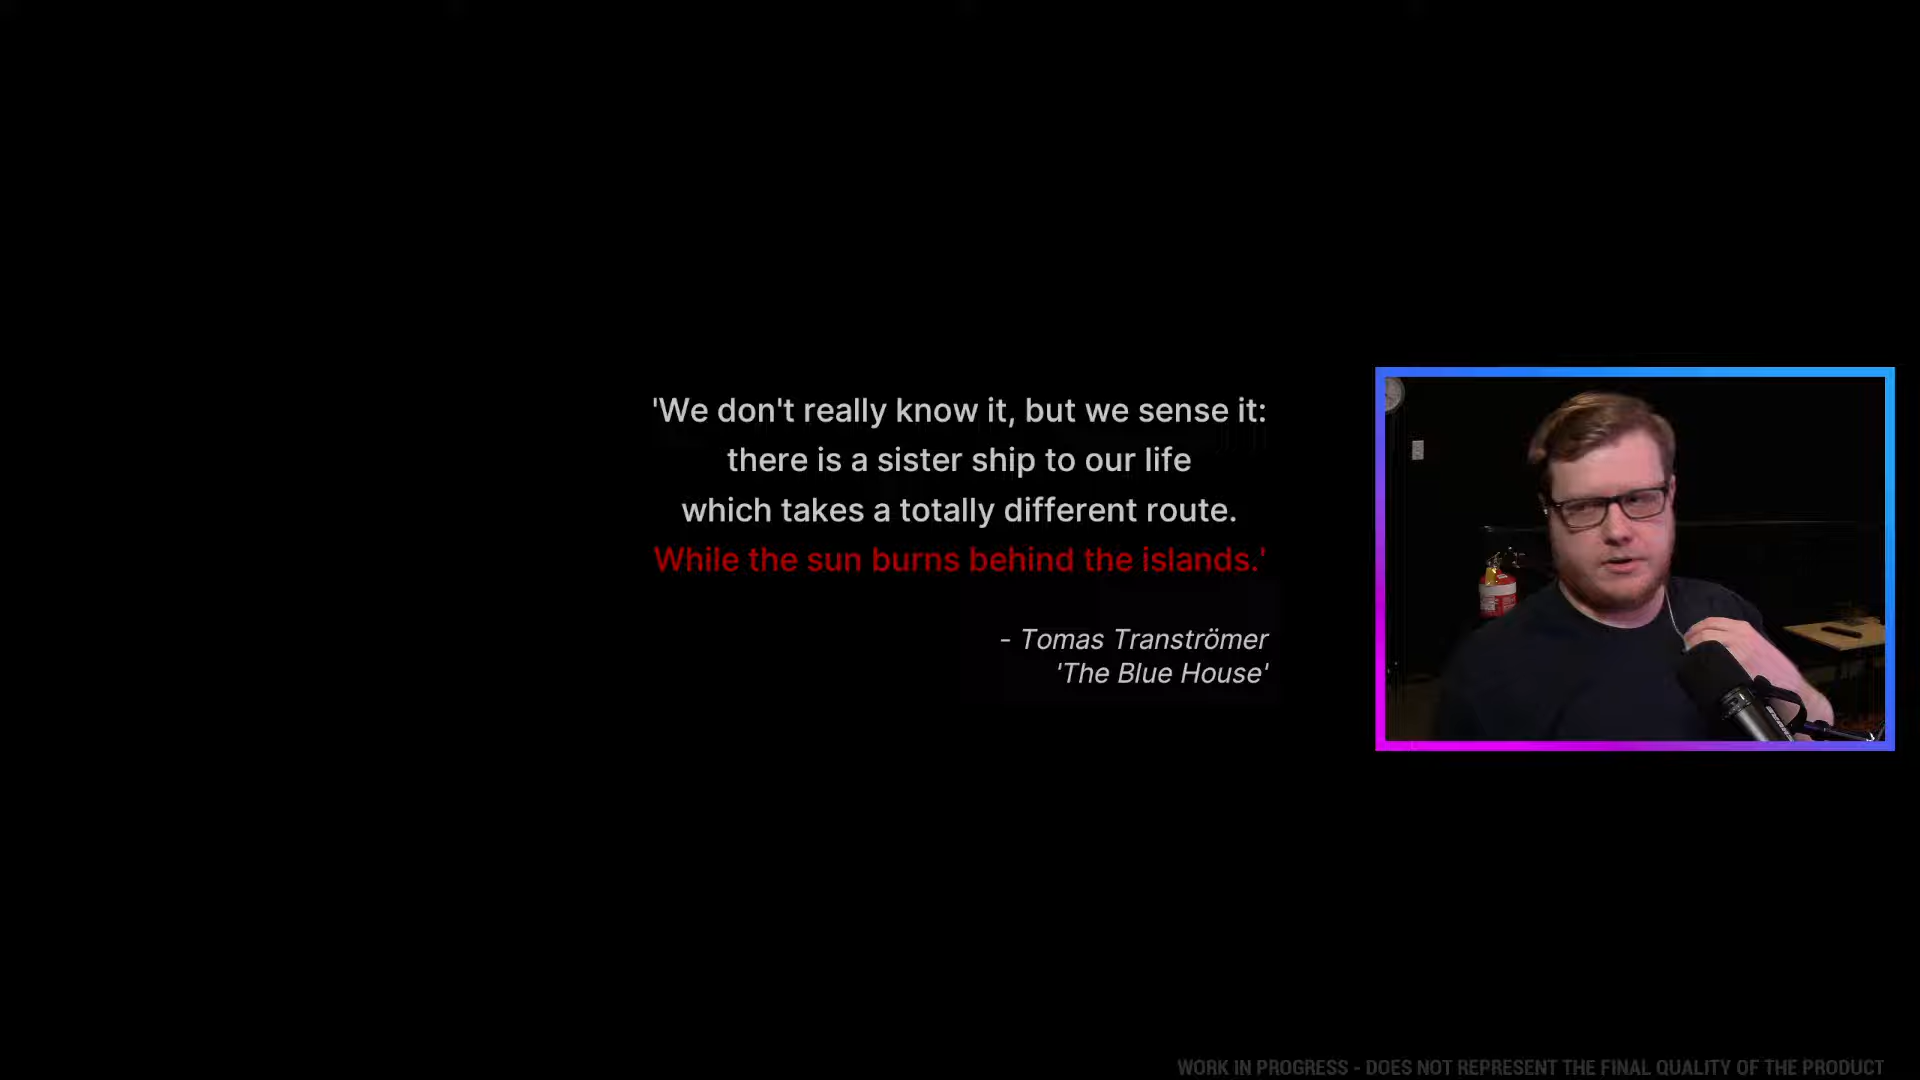 'We don't really know it, but we sense it:
there is a sister ship to our life
which takes a totally different route.
While the sun burns behind the islands.'
- Tomas Tranströmer
'The Blue House'
WORK IN PROGRESS - DOES NOT REPRESENT THE FINAL QUALITY OF THE PRODUCT